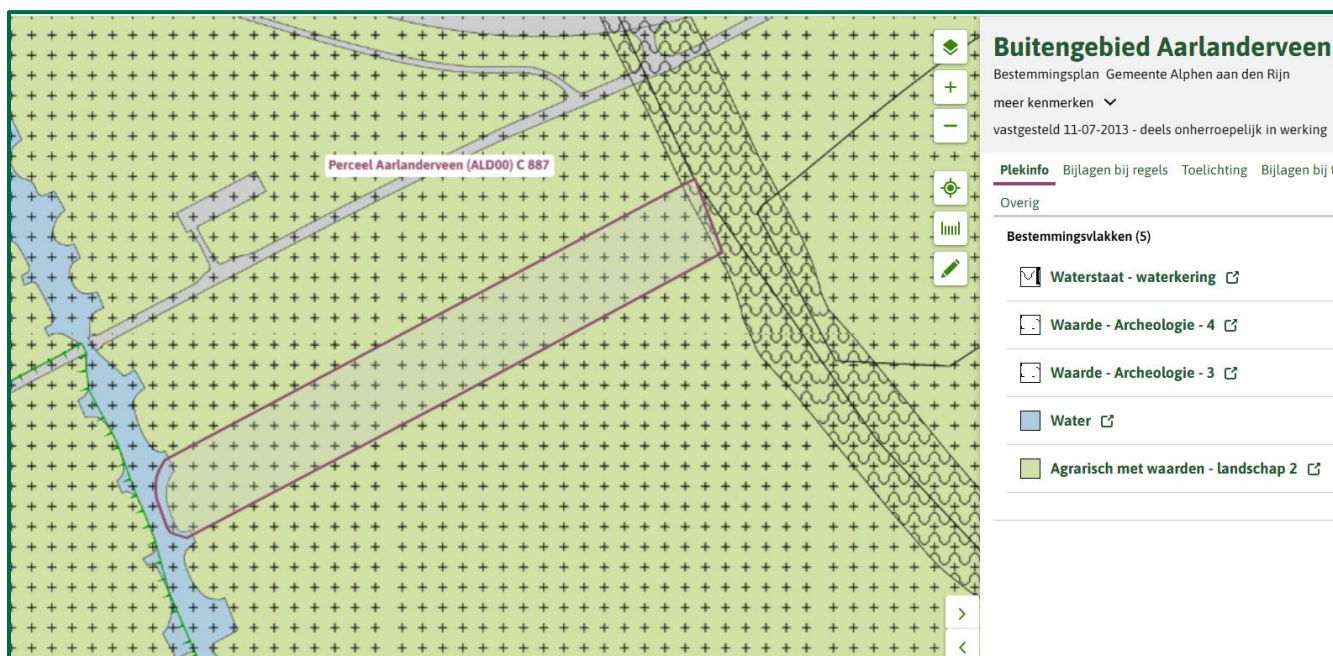 Perceel Aarlanderveen (ALD00) C 887
Buitengebied Aarlanderveen
Bestemmingsplan Gemeente Alphen aan den Rijn
meer kenmerken
vastgesteld 11-07-2013 - deels onherroepelijk in werking
Plekinfo Bijlagen bij regels Toelichting Bijlagen bij t
Overig
Bestemmingsvlakken (5)
Waterstaat - waterkering
Waarde - Archeologie - 4
Waarde - Archeologie - 3
Water
Agrarisch met waarden - landschap 2